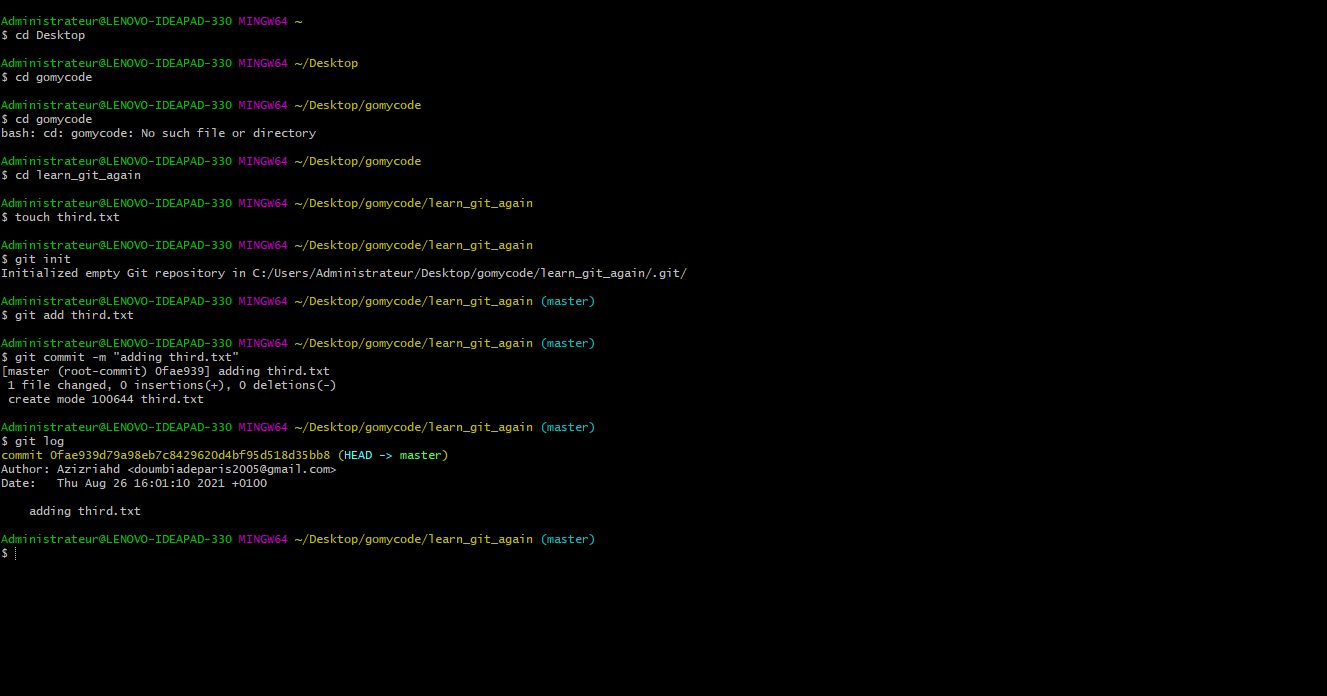 Administrateur@LENOVO-IDEAPAD-330 MINGW64 ~
$ cd Desktop
Administrateur@LENOVO-IDEAPAD-330 MINGW64 ~/Desktop
$ cd gomycode
Administrateur@LENOVO-IDEAPAD-330 MINGW64 ~/Desktop/gomycode
$ cd gomycode
bash: cd: gomycode: No such file or directory
Administrateur@LENOVO-IDEAPAD-330 MINGW64 ~/Desktop/gomycode
$ cd learn_git_again
Administrateur@LENOVO-IDEAPAD-330 MINGW64 ~/Desktop/gomycode/learn_git_again
$ touch third.txt
Administrateur@LENOVO-IDEAPAD-330 MINGW64 ~/Desktop/gomycode/learn_git_again
$ git init
Initialized empty Git repository in C:/Users/Administrateur/Desktop/gomycode/learn_git_again/.git/
Administrateur@LENOVO-IDEAPAD-330 MINGW64 ~/Desktop/gomycode/learn_git_again (master)
$ git add third.txt
Administrateur@LENOVO-IDEAPAD-330 MINGW64 ~/Desktop/gomycode/learn_git_again (master)
$ git commit -m "adding third.txt"
[master (root-commit) 0fae939] adding third.txt
 1 file changed, 0 insertions(+), 0 deletions(-)
 create mode 100644 third.txt
Administrateur@LENOVO-IDEAPAD-330 MINGW64 ~/Desktop/gomycode/learn_git_again (master)
$ git log
commit 0fae939d79a98eb7c8429620d4bf95d518d35bb8 (HEAD -> master)
Author: Azizriahd <doumbiadeparis2005@gmail.com>
Date:   Thu Aug 26 16:01:10 2021 +0100
    adding third.txt
Administrateur@LENOVO-IDEAPAD-330 MINGW64 ~/Desktop/gomycode/learn_git_again (master)
$